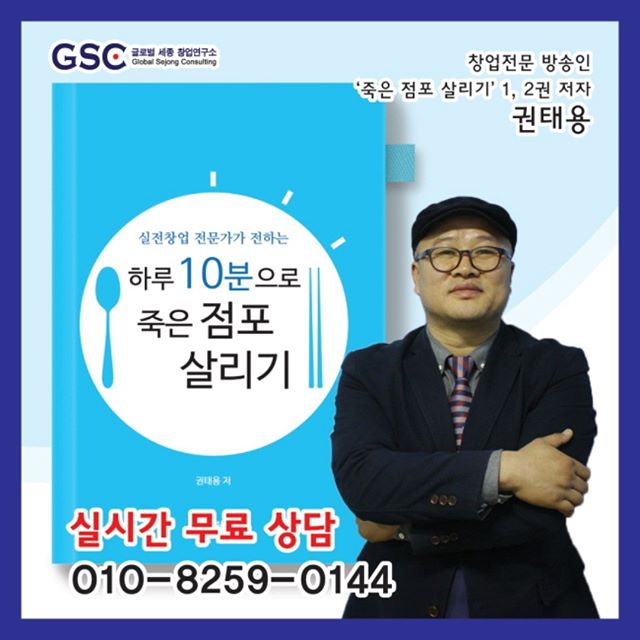 GSC 글로벌 세종 창업연구소
Global Sejong Consulting
창업전문 방송인
‘죽은 점포 살리기’ 1, 2권 저자
권태용
실전창업 전문가가 전하는
하루 10분으로
죽은 점포
살리기
권태용 저
실시간 무료 상담
010-8259-0144